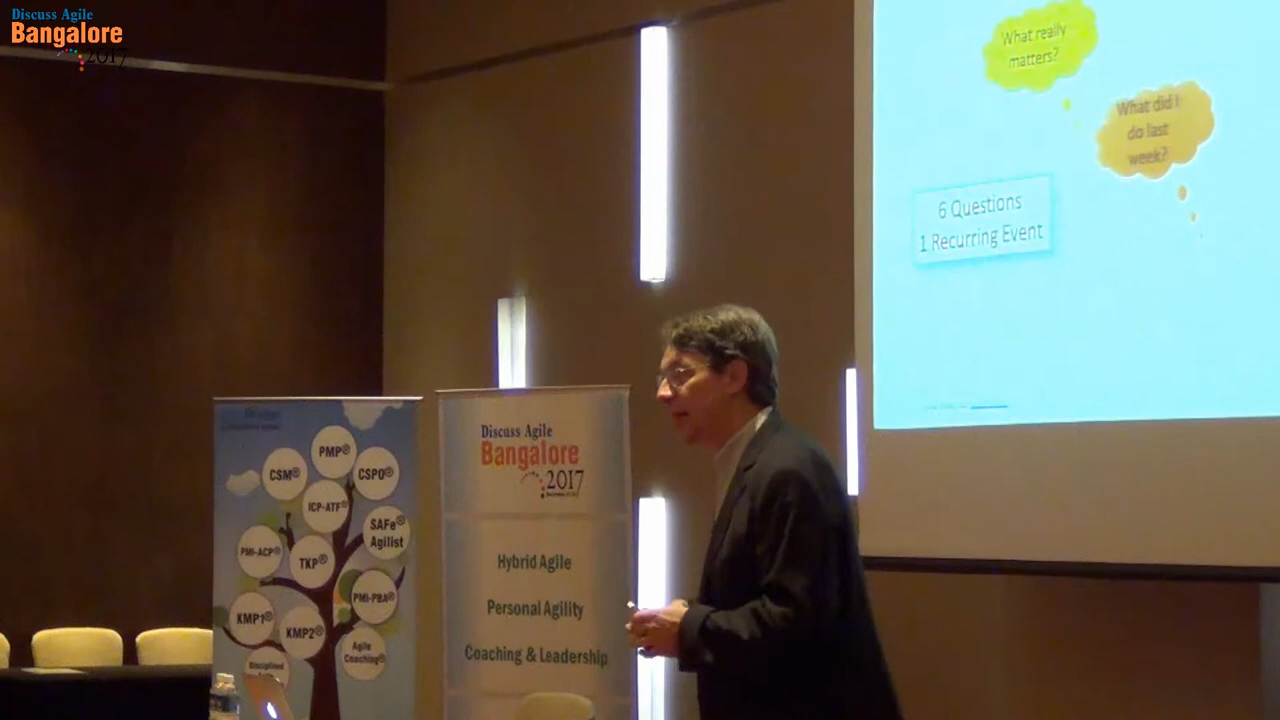 Discuss Agile
Bangalore
2017
What really
matters?
What did I
do last
week?
6 Questions
1 Recurring Event
PMP®
CSM®
CSPO®
ICP-ATF®
SAFe®
Agilist
PMI-ACP®
TKP®
PMI-PBA®
KMP1®
KMP2®
Agile
Coaching®
Disciplined
Discuss Agile
Bangalore
2017
Hybrid Agile
Personal Agility
Coaching & Leadership